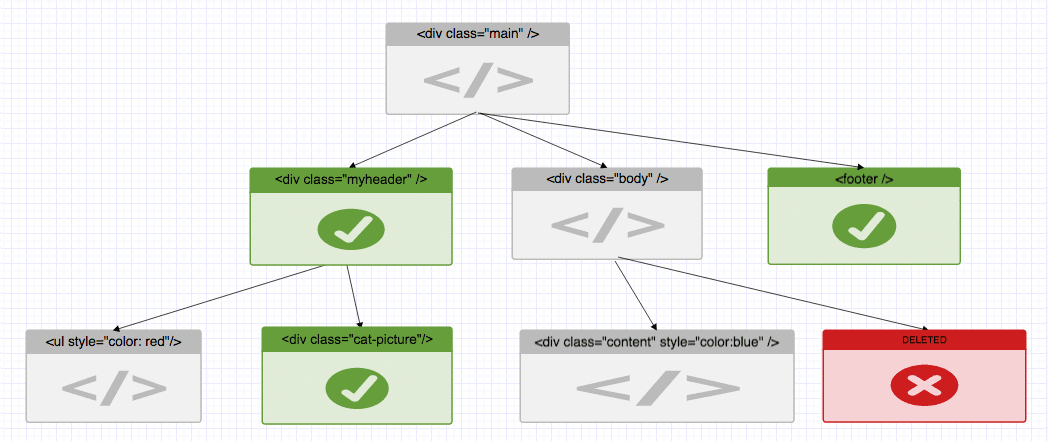 <div class="main" />
</>
<div class="myheader" />
<div class="body" />
<footer />
</>
<ul style="color: red"/>
<div class="cat-picture"/>
<div class="content" style="color:blue" />
DELETED
</>
</>